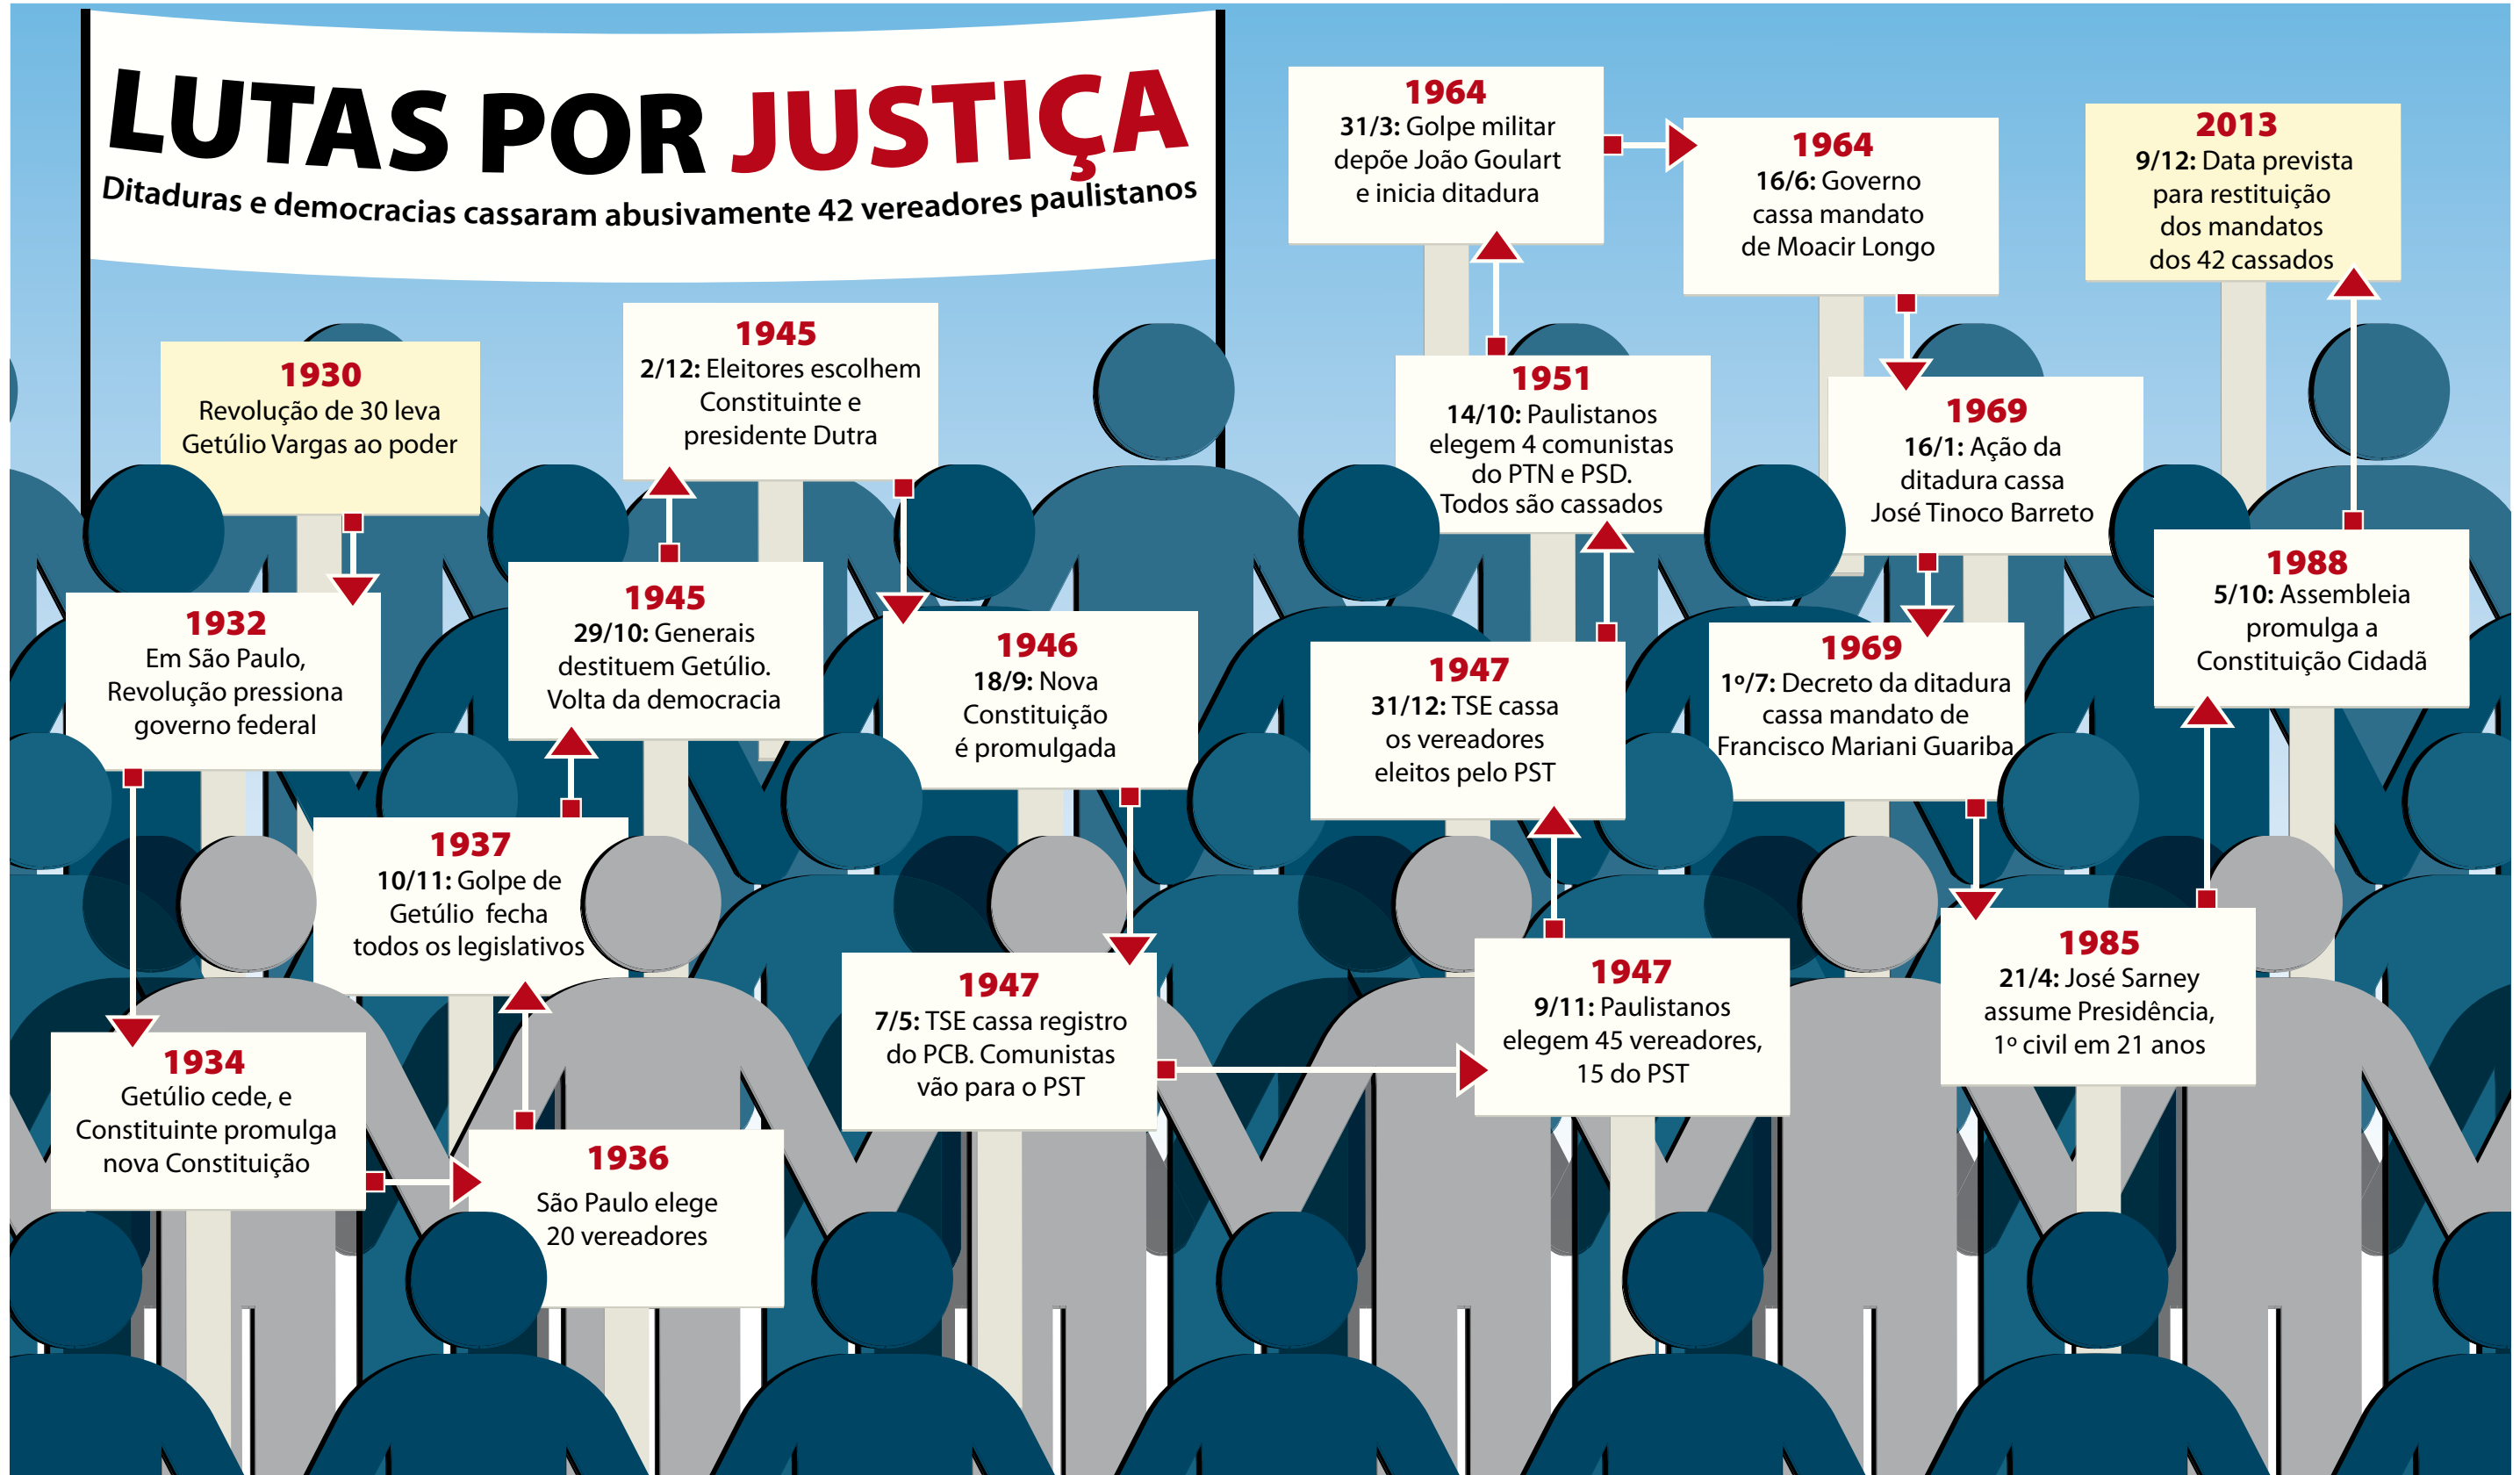 LUTAS POR JUSTIÇA
Ditaduras e democracias cassaram abusivamente 42 vereadores paulistanos
1930
Revolução de 30 leva
Getúlio Vargas ao poder
1932
Em São Paulo,
Revolução pressiona
governo federal
1934
Getúlio cede, e
Constituinte promulga
nova Constituição
1936
São Paulo elege
20 vereadores
1937
10/11: Golpe de
Getúlio fecha
todos os legislativos
1945
29/10: Generais
destituem Getúlio.
Volta da democracia
1945
2/12: Eleitores escolhem
Constituinte e
presidente Dutra
1946
18/9: Nova
Constituição
é promulgada
1947
7/5: TSE cassa registro
do PCB. Comunistas
vão para o PST
1947
9/11: Paulistanos
elegem 45 vereadores,
15 do PST
1947
31/12: TSE cassa
os vereadores
eleitos pelo PST
1951
14/10: Paulistanos
elegem 4 comunistas
do PTN e PSD.
Todos são cassados
1964
31/3: Golpe militar
depõe João Goulart
e inicia ditadura
1964
16/6: Governo
cassa mandato
de Moacir Longo
1969
16/1: Ação da
ditadura cassa
José Tinoco Barreto
1969
1º/7: Decreto da ditadura
cassa mandato de
Francisco Mariani Guariba
1985
21/4: José Sarney
assume Presidência,
1º civil em 21 anos
1988
5/10: Assembleia
promulga a
Constituição Cidadã
2013
9/12: Data prevista
para restituição
dos mandatos
dos 42 cassados